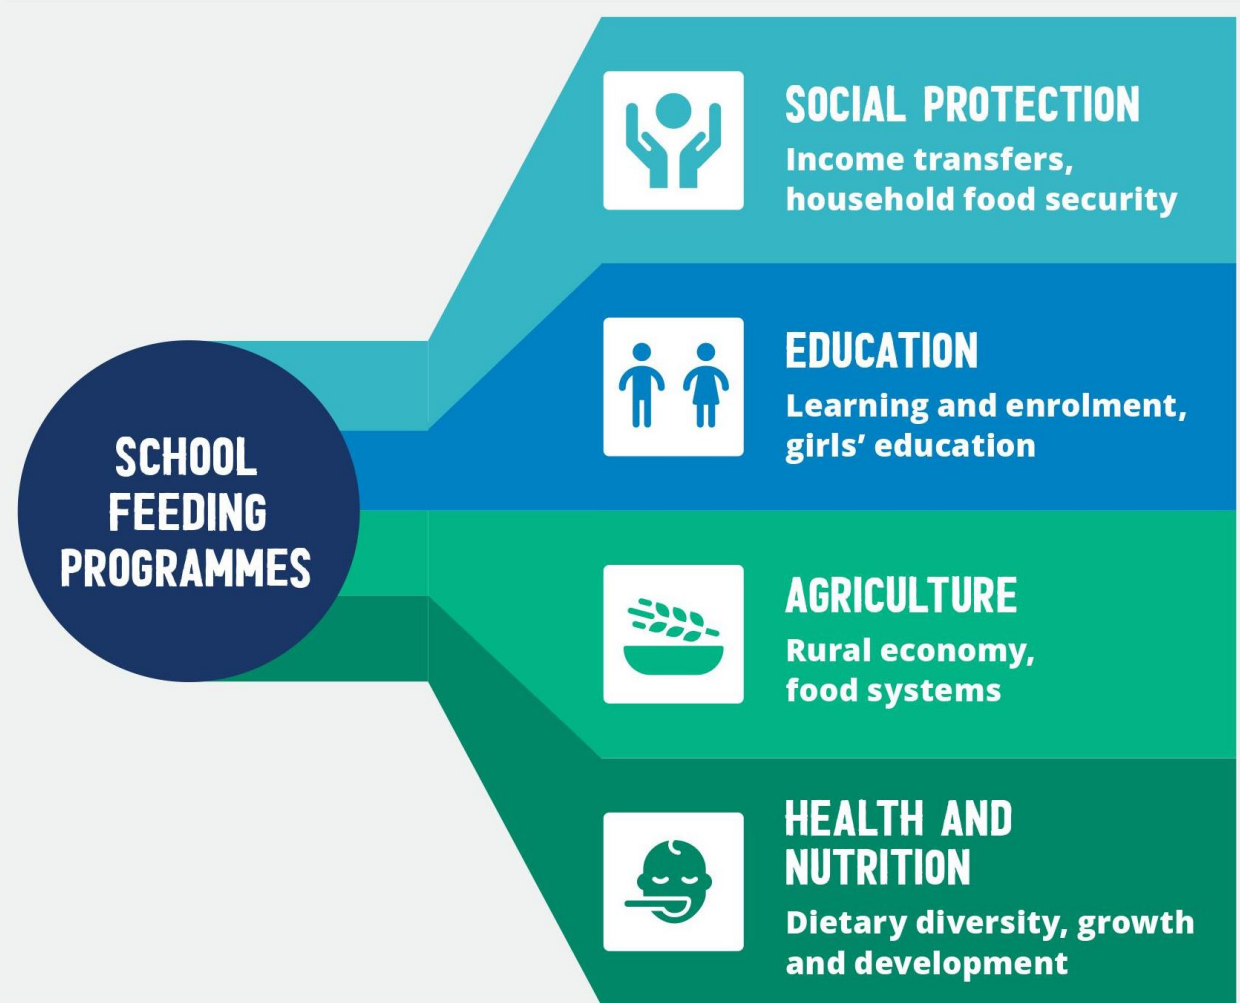 SCHOOL
FEEDING
PROGRAMMES
SOCIAL PROTECTION
Income transfers,
household food security
EDUCATION
Learning and enrolment,
girls’ education
AGRICULTURE
Rural economy,
food systems
HEALTH AND
NUTRITION
Dietary diversity, growth
and development